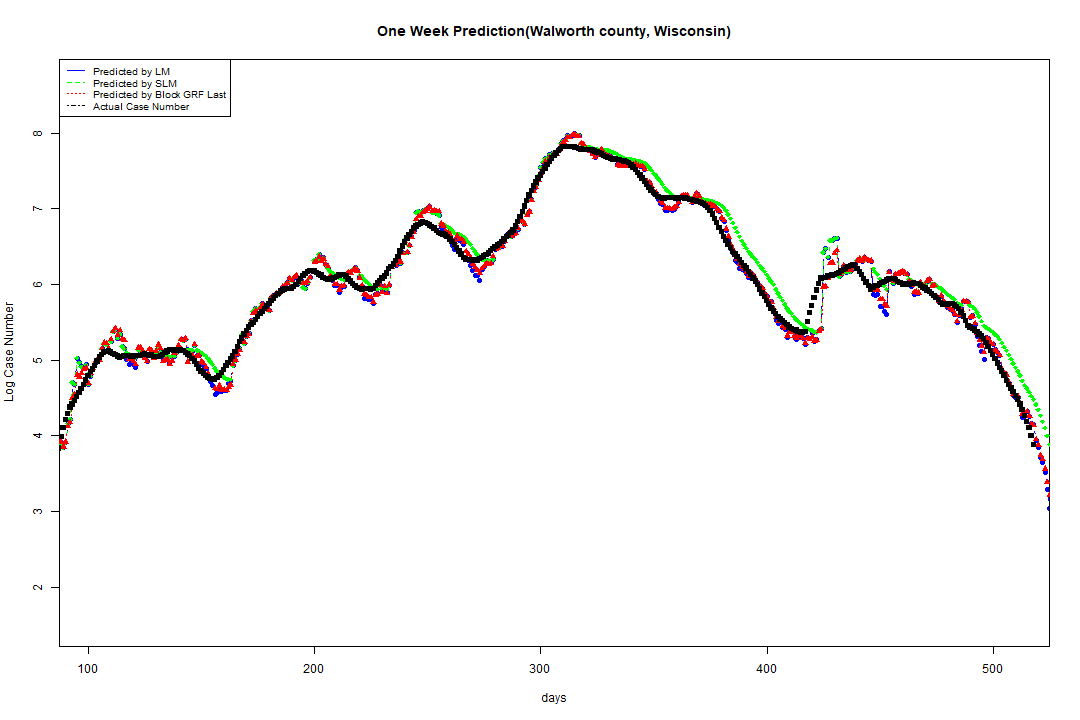 One Week Prediction(Walworth county, Wisconsin)
Predicted by LM
Predicted by SLM
Predicted by Block GRF Last
Actual Case Number
8
7
6
5
4
3
2
Log Case Number
100 200 300 400 500
days